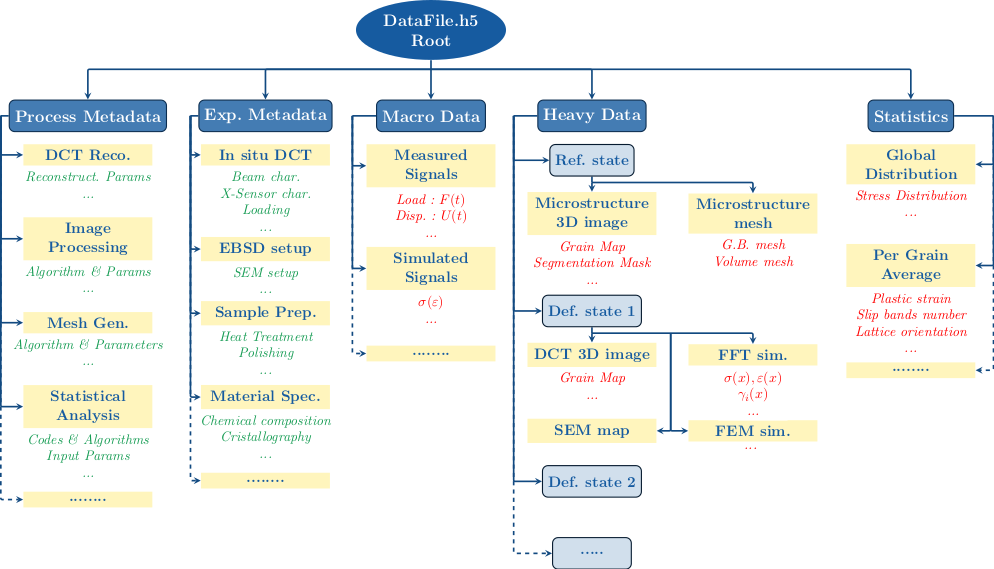 DataFile.h5
Root
Process Metadata
DCT Reco.
Reconstruct. Params
...
Image
Processing
Algorithm & Params
...
Mesh Gen.
Algorithm & Parameters
...
Statistical
Analysis
Codes & Algorithms
Input Params
...
........
Exp. Metadata
In situ DCT
Beam char.
X-Sensor char.
Loading
...
EBSD setup
SEM setup
...
Sample Prep.
Heat Treatment
Polishing
...
Material Spec.
Chemical composition
Cristallography
...
........
Macro Data
Measured
Signals
Load : F(t)
Disp. : U(t)
...
Simulated
Signals
σ(ε)
...
........
Heavy Data
Ref. state
Microstructure
3D image
Grain Map
Segmentation Mask
...
Microstructure
mesh
G.B. mesh
Volume mesh
Def. state 1
DCT 3D image
Grain Map
...
SEM map
FFT sim.
σ(x), ε(x)
γᵢ(x)
...
FEM sim.
...
Def. state 2
.....
Statistics
Global
Distribution
Stress Distribution
...
Per Grain
Average
Plastic strain
Slip bands number
Lattice orientation
...
........